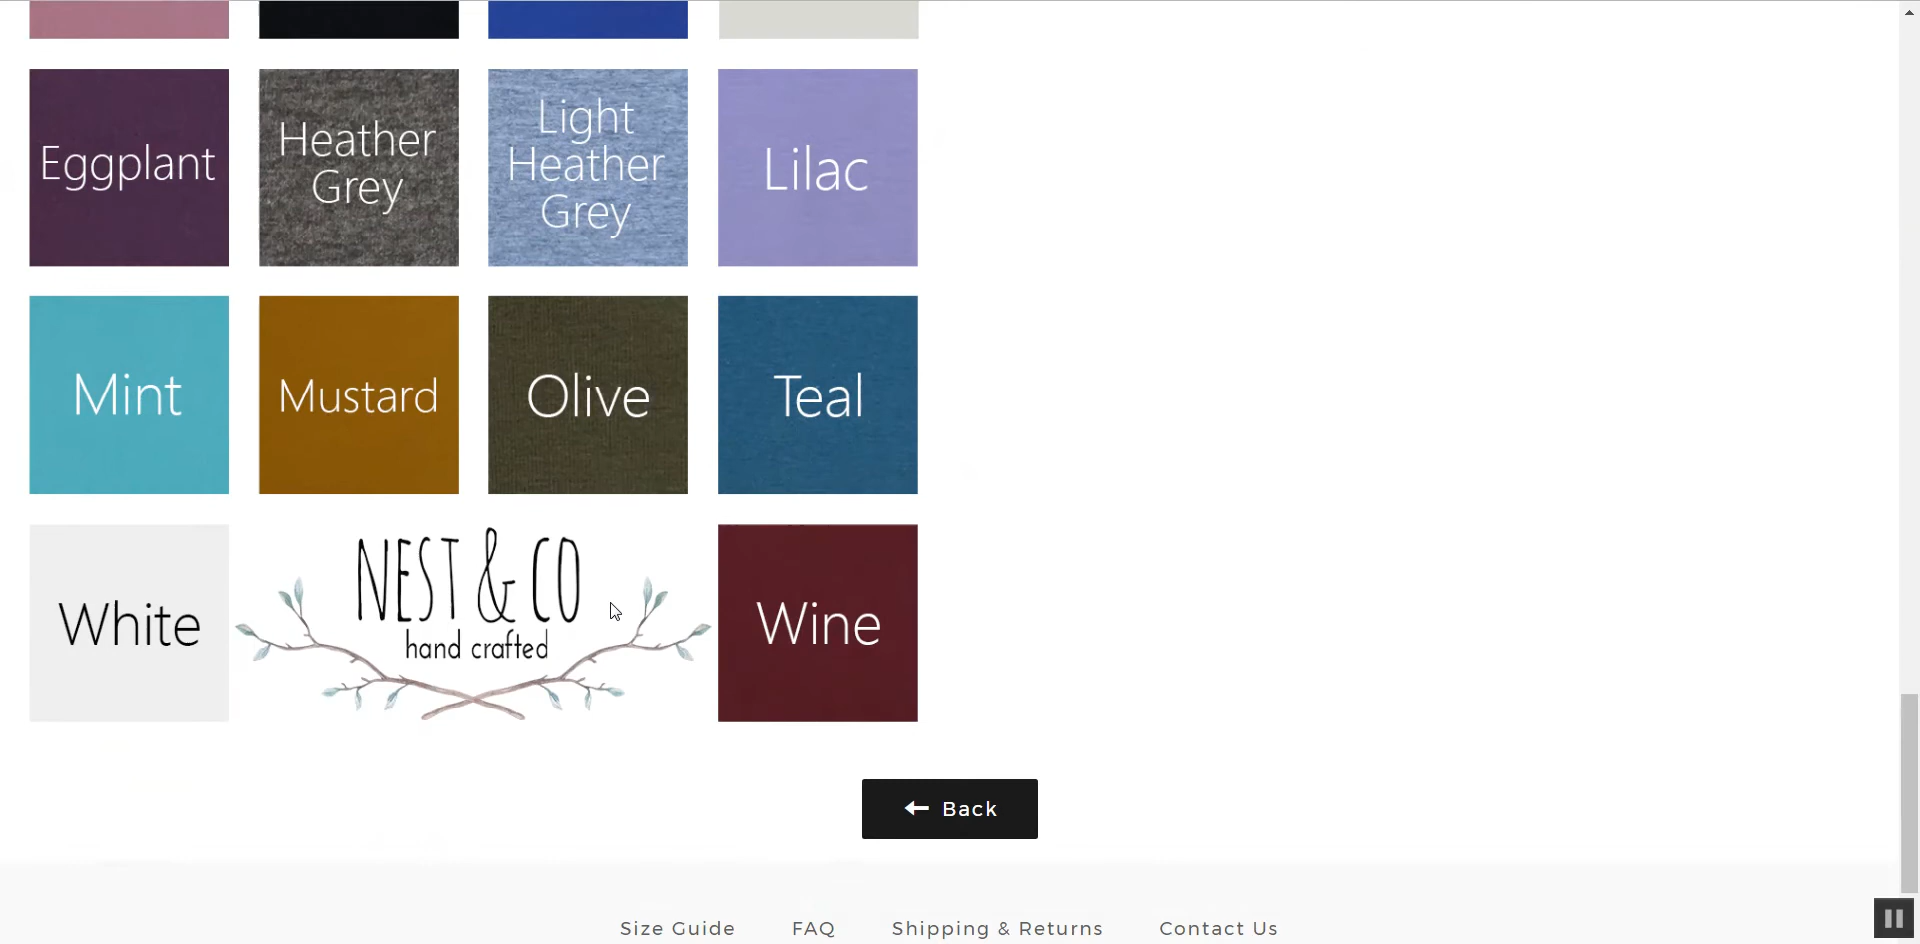 Eggplant
Heather
Grey
Light
Heather
Grey
Lilac
Mint
Mustard
Olive
Teal
White
NEST & CO
hand crafted
Wine
Back
Size Guide
FAQ
Shipping & Returns
Contact Us